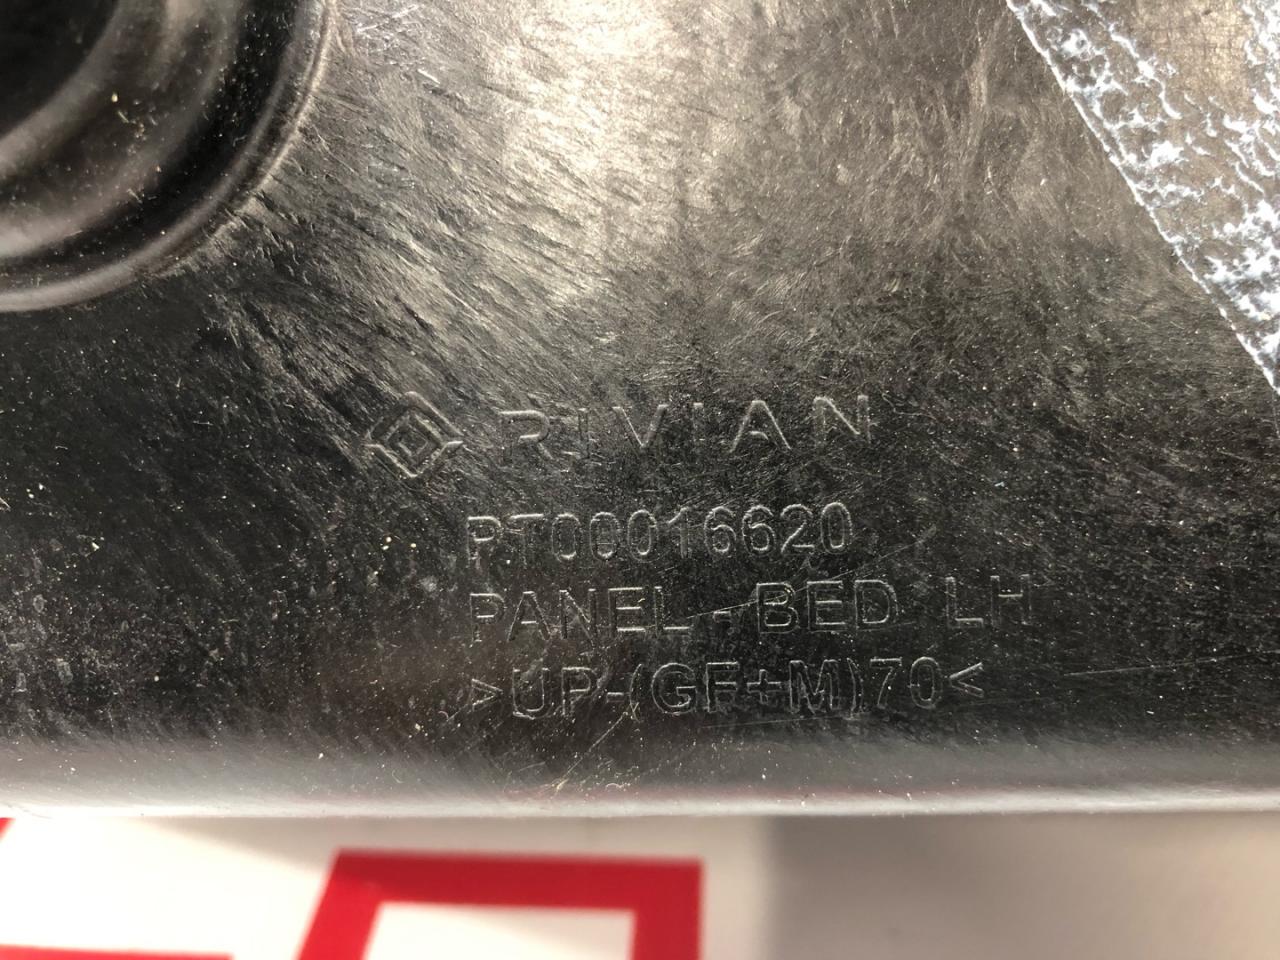 RIVIAN
PT00016620
PANEL - BED LH
>UP-(GF+M)70<